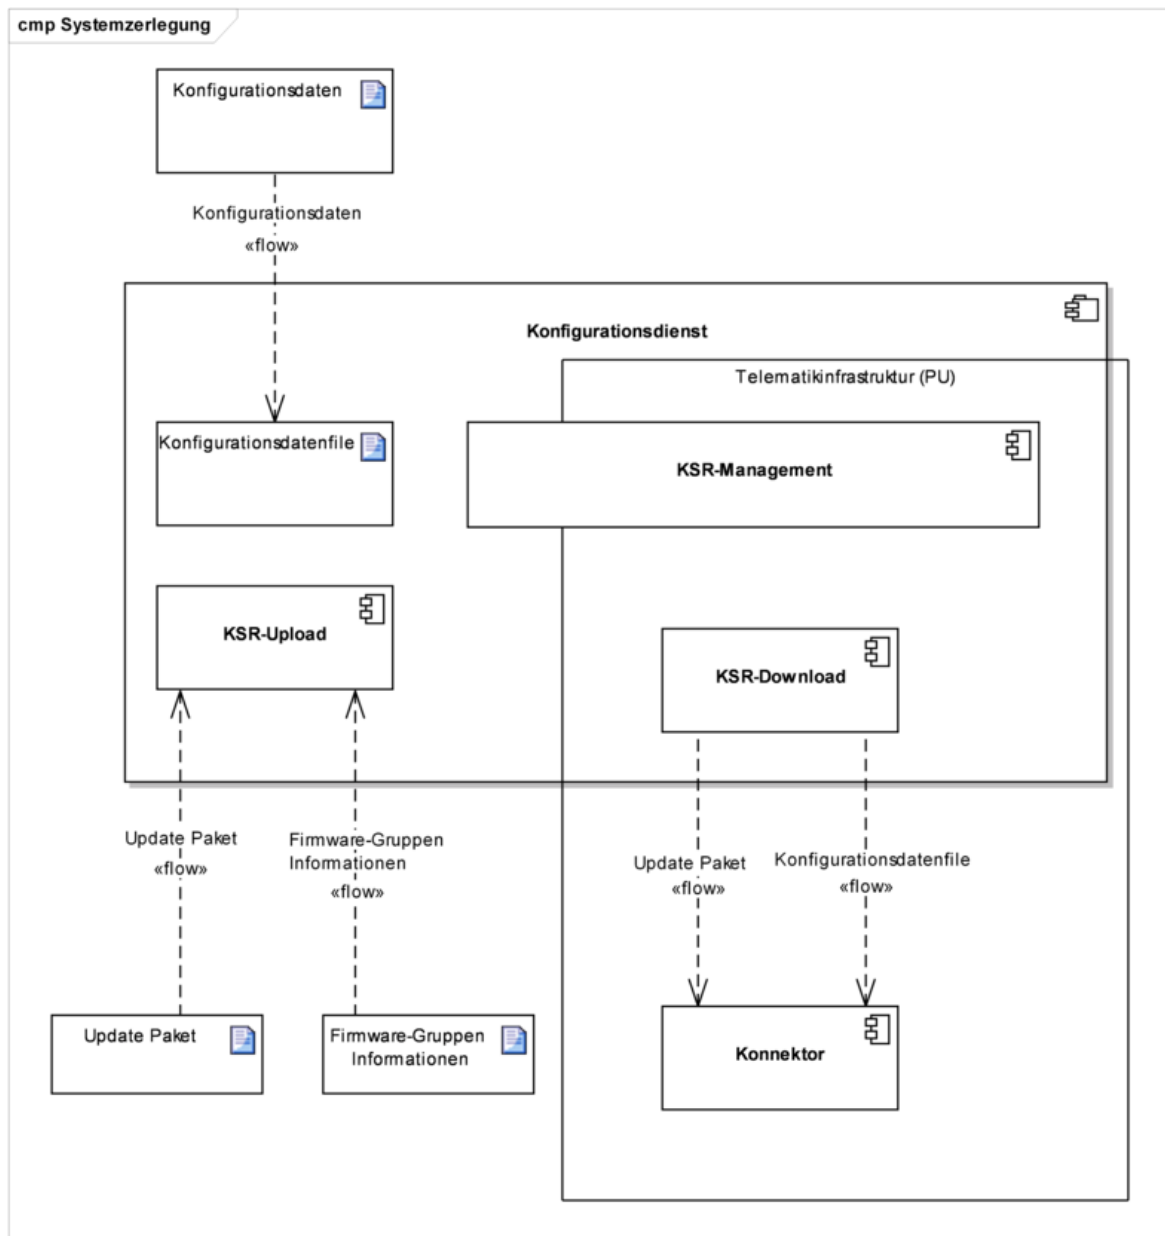 cmp Systemzerlegung
Konfigurationsdaten
Konfigurationsdaten
«flow»
Konfigurationsdienst
Telematikinfrastruktur (PU)
Konfigurationsdatenfile
KSR-Management
KSR-Upload
KSR-Download
Update Paket
«flow»
Firmware-Gruppen
Informationen
«flow»
Update Paket
«flow»
Konfigurationsdatenfile
«flow»
Update Paket
Firmware-Gruppen
Informationen
Konnektor